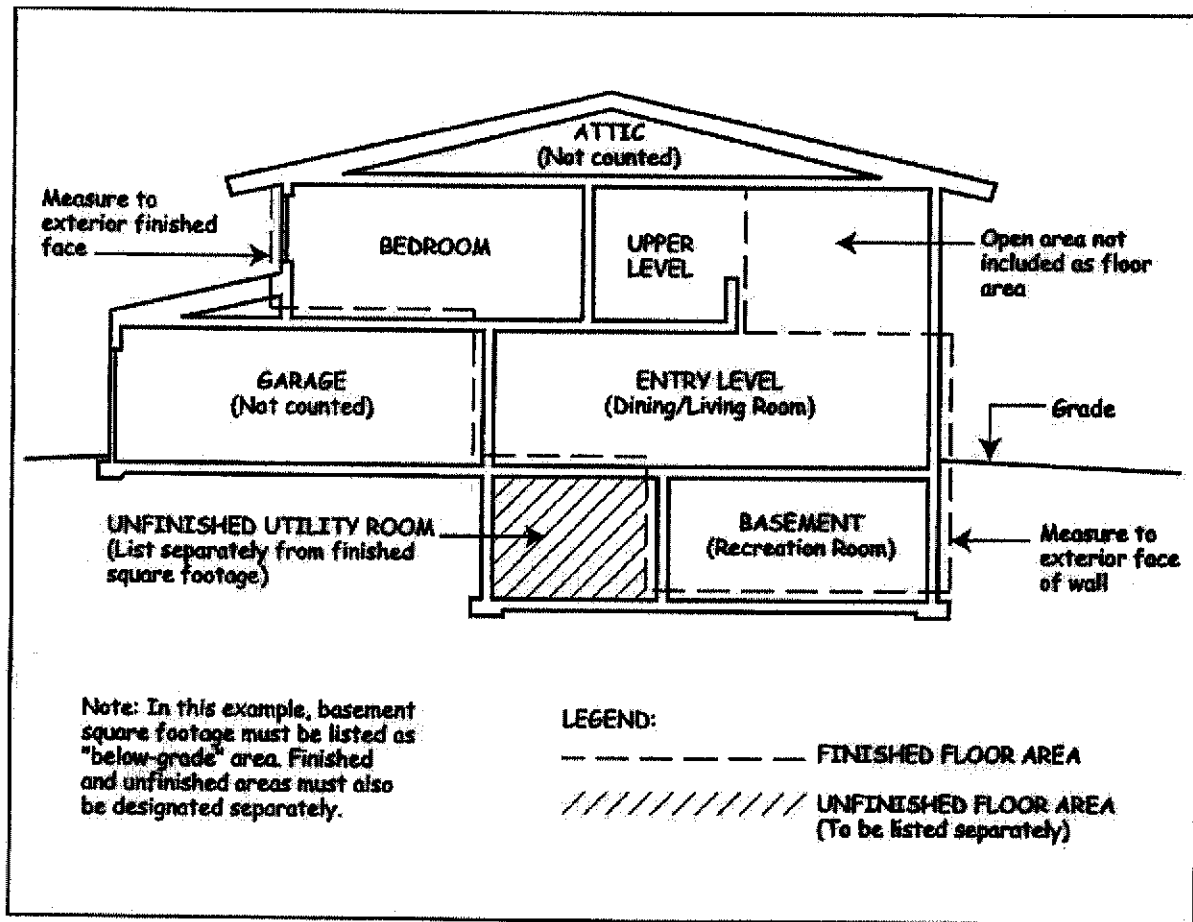 ATTIC
(Not counted)
Measure to
exterior finished
face
BEDROOM
UPPER
LEVEL
Open area not
included as floor
area
GARAGE
(Not counted)
ENTRY LEVEL
(Dining/Living Room)
Grade
UNFINISHED UTILITY ROOM
(List separately from finished
square footage)
BASEMENT
(Recreation Room)
Measure to
exterior face
of wall
Note: In this example, basement
square footage must be listed as
"below-grade" area. Finished
and unfinished areas must also
be designated separately.
LEGEND:
FINISHED FLOOR AREA
UNFINISHED FLOOR AREA
(To be listed separately)